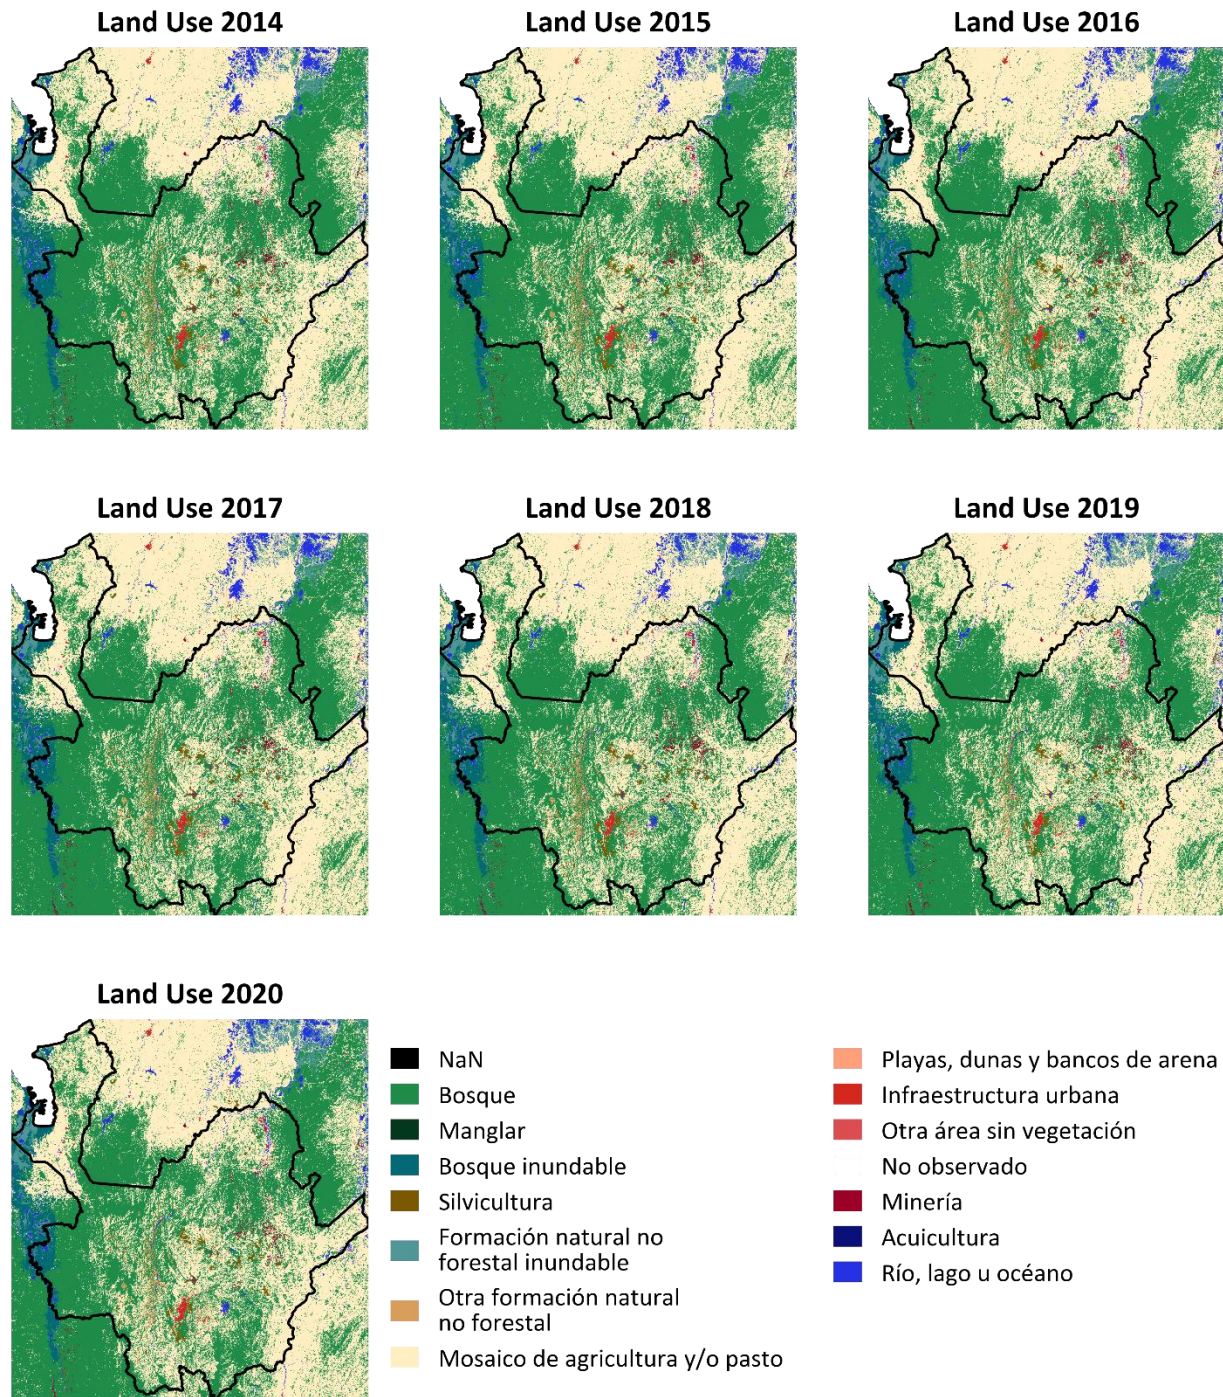 Land Use 2014
Land Use 2015
Land Use 2016
Land Use 2017
Land Use 2018
Land Use 2019
Land Use 2020
NaN
Bosque
Manglar
Bosque inundable
Silvicultura
Formación natural no
forestal inundable
Otra formación natural
no forestal
Mosaico de agricultura y/o pasto
Playas, dunas y bancos de arena
Infraestructura urbana
Otra área sin vegetación
No observado
Minería
Acuicultura
Río, lago u océano